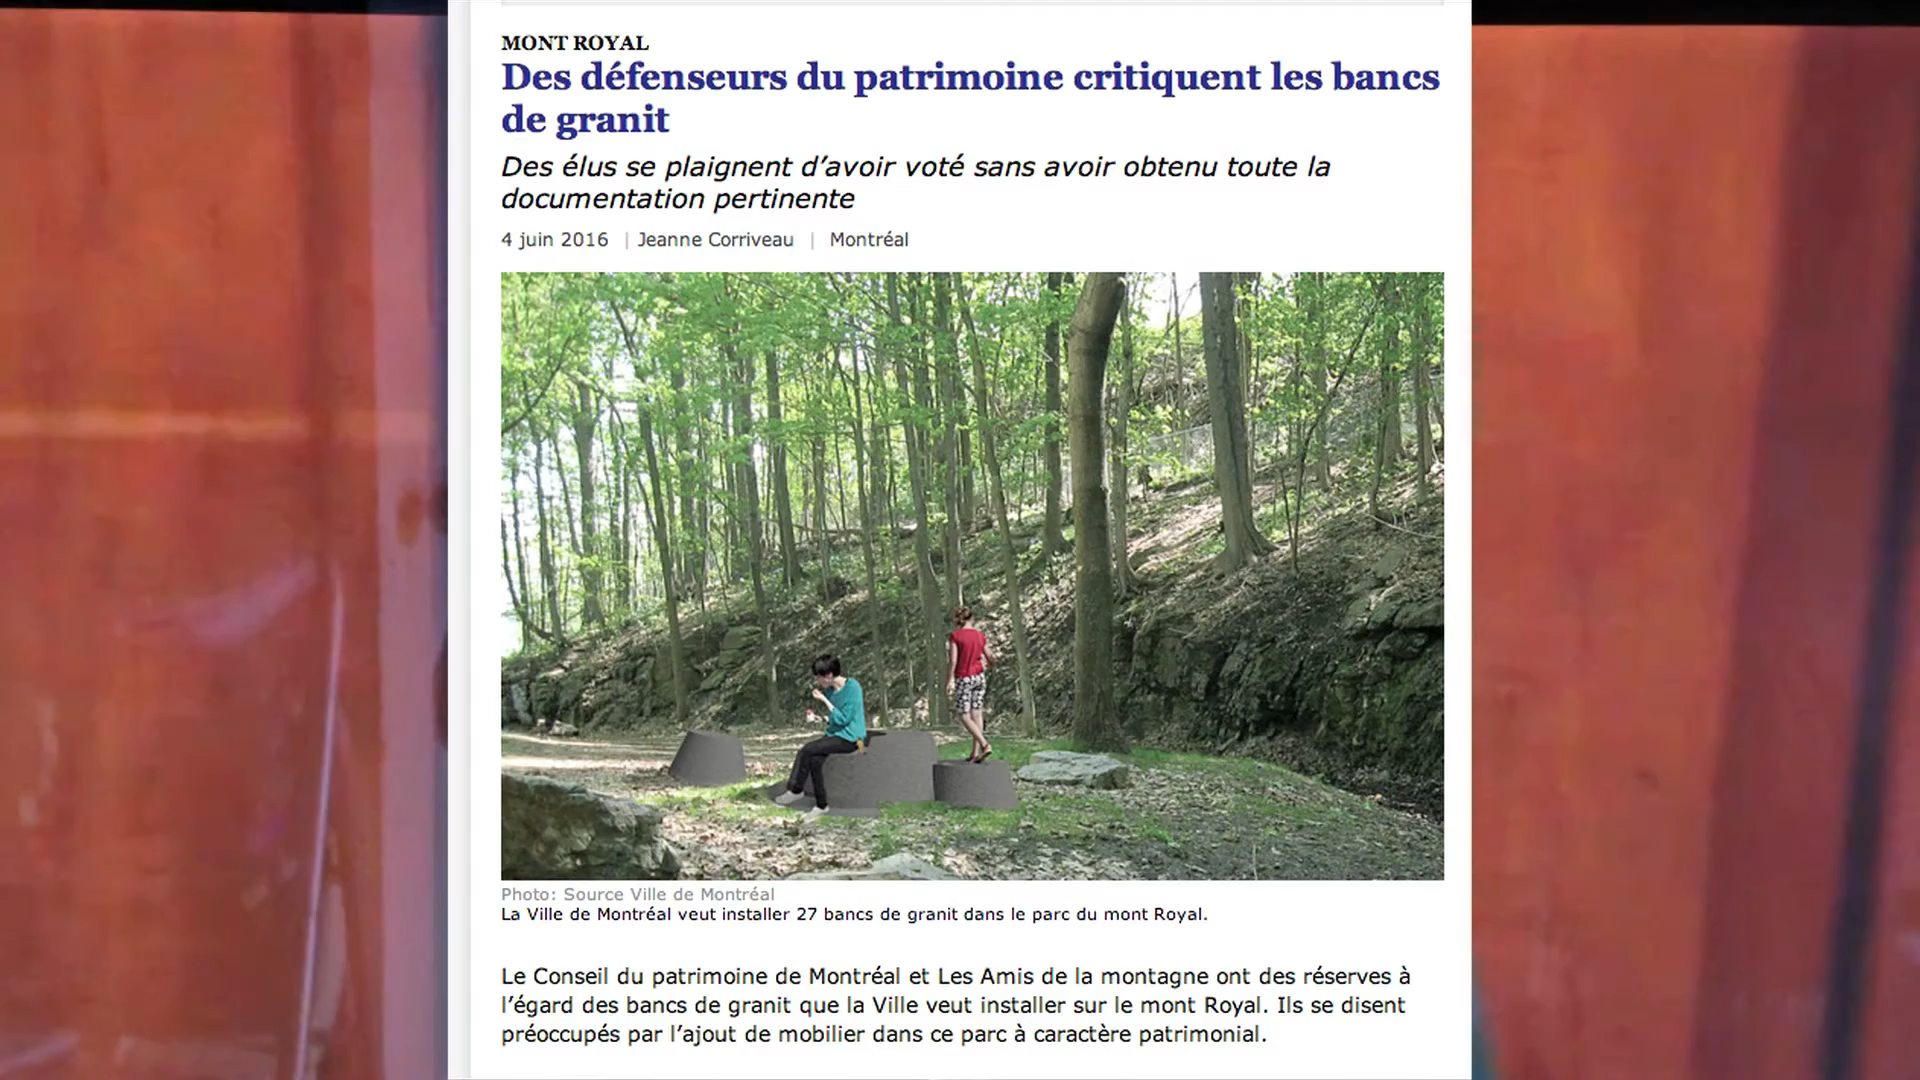 MONT ROYAL
Des défenseurs du patrimoine critiquent les bancs
de granit
Des élus se plaignent d’avoir voté sans avoir obtenu toute la
documentation pertinente
4 juin 2016 | Jeanne Corriveau | Montréal
Photo: Source Ville de Montréal
La Ville de Montréal veut installer 27 bancs de granit dans le parc du mont Royal.
Le Conseil du patrimoine de Montréal et Les Amis de la montagne ont des réserves à
l’égard des bancs de granit que la Ville veut installer sur le mont Royal. Ils se disent
préoccupés par l’ajout de mobilier dans ce parc à caractère patrimonial.